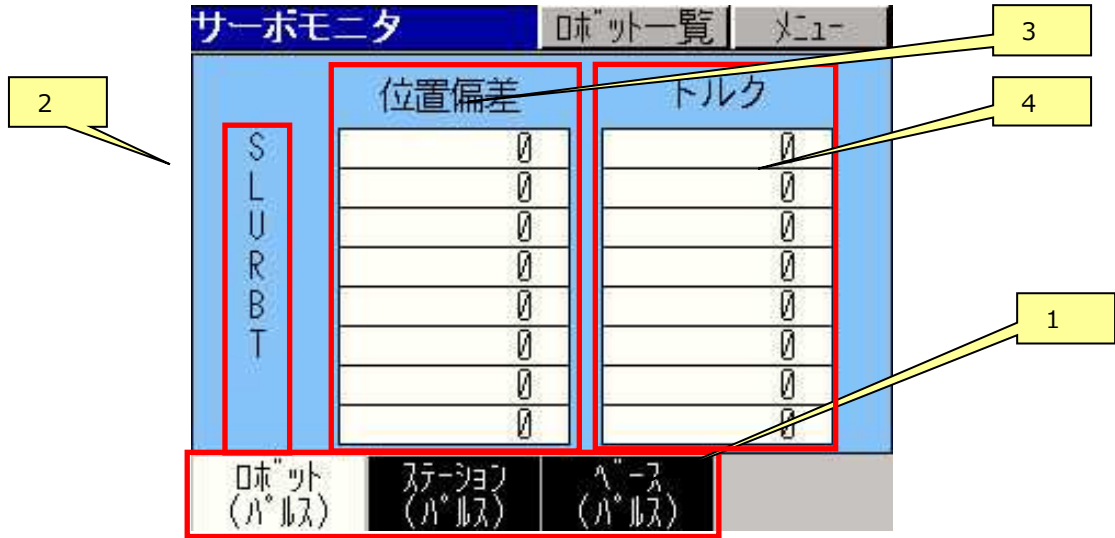 サーボモニタ
ﾛﾎﾞｯﾄ一覧
ﾒﾆｭｰ
3
2
位置偏差
トルク
4
S
0
0
L
0
0
U
0
0
R
0
0
B
0
0
T
0
0
0
0
0
0
1
ﾛﾎﾞｯﾄ
(ﾊﾟﾙｽ)
ｽﾃｰｼｮﾝ
(ﾊﾟﾙｽ)
ﾍﾞｰｽ
(ﾊﾟﾙｽ)